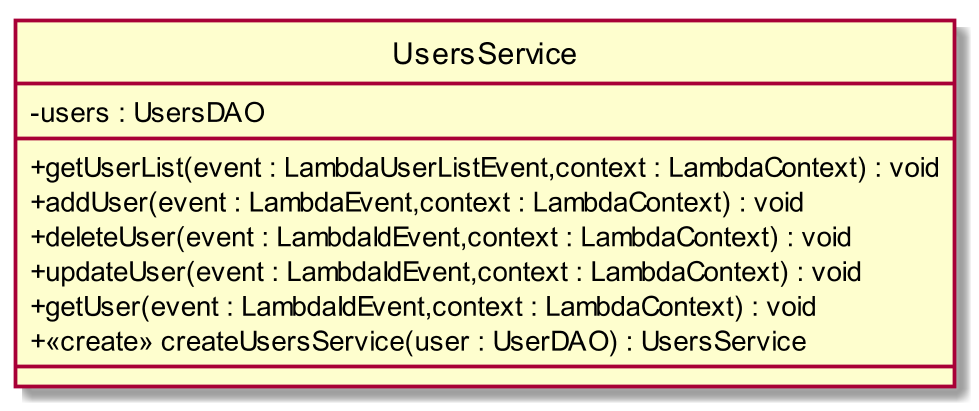 UsersService
-users : UsersDAO
+getUserList(event : LambdaUserListEvent,context : LambdaContext) : void
+addUser(event : LambdaEvent,context : LambdaContext) : void
+deleteUser(event : LambdaIdEvent,context : LambdaContext) : void
+updateUser(event : LambdaIdEvent,context : LambdaContext) : void
+getUser(event : LambdaIdEvent,context : LambdaContext) : void
+«create» createUsersService(user : UserDAO) : UsersService